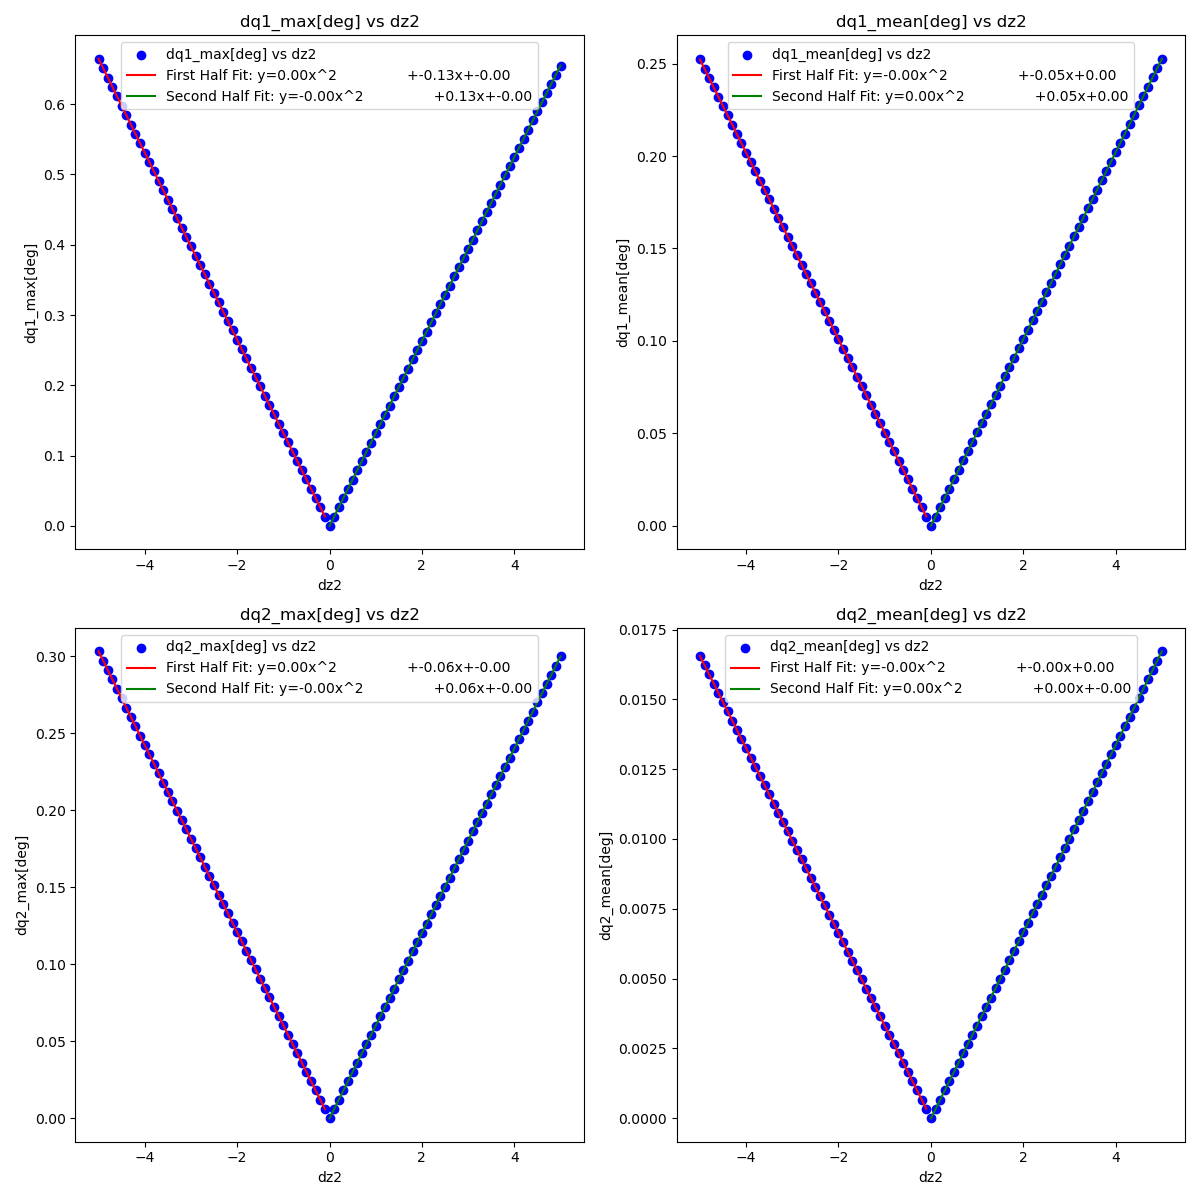 dq1_max[deg] vs dz2
dq1_max[deg] vs dz2
First Half Fit: y=0.00x^2 +-0.13x+-0.00
Second Half Fit: y=-0.00x^2 +0.13x+-0.00
0.6
0.5
0.4
0.3
0.2
0.1
0.0
dq1_max[deg]
−4 −2 0 2 4
dz2
dq1_mean[deg] vs dz2
dq1_mean[deg] vs dz2
First Half Fit: y=-0.00x^2 +-0.05x+0.00
Second Half Fit: y=0.00x^2 +0.05x+0.00
0.25
0.20
0.15
0.10
0.05
0.00
dq1_mean[deg]
−4 −2 0 2 4
dz2
dq2_max[deg] vs dz2
dq2_max[deg] vs dz2
First Half Fit: y=0.00x^2 +-0.06x+-0.00
Second Half Fit: y=-0.00x^2 +0.06x+-0.00
0.30
0.25
0.20
0.15
0.10
0.05
0.00
dq2_max[deg]
−4 −2 0 2 4
dz2
dq2_mean[deg] vs dz2
dq2_mean[deg] vs dz2
First Half Fit: y=-0.00x^2 +-0.00x+0.00
Second Half Fit: y=0.00x^2 +0.00x+-0.00
0.0175
0.0150
0.0125
0.0100
0.0075
0.0050
0.0025
0.0000
dq2_mean[deg]
−4 −2 0 2 4
dz2